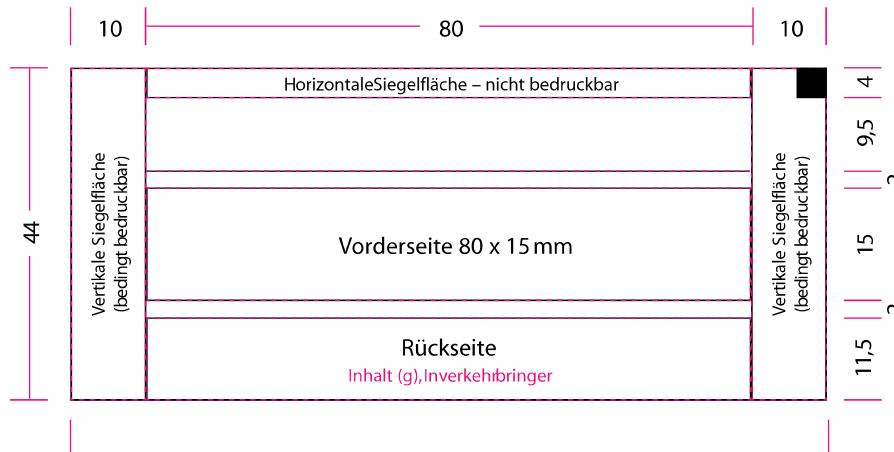 10
80
10
HorizontaleSiegelfläche – nicht bedruckbar
4
9,5
Vertikale Siegelfläche
(bedingt bedruckbar)
Vertikale Siegelfläche
(bedingt bedruckbar)
44
Vorderseite 80 x 15 mm
15
Rückseite
Inhalt (g),Inverkehrbringer
11,5